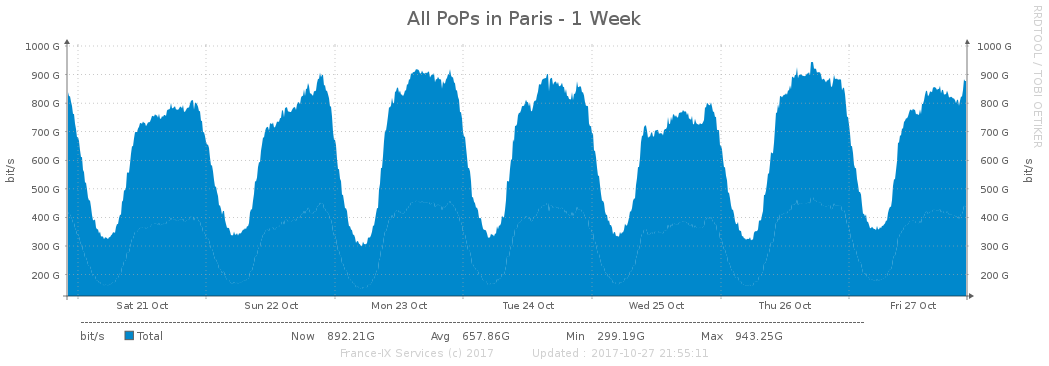 All PoPs in Paris - 1 Week
RRDTOOL / TOBI OETIKER
1000 G 1000 G
900 G 900 G
800 G 800 G
700 G 700 G
600 G 600 G
500 G 500 G
400 G 400 G
300 G 300 G
200 G 200 G
bit/s bit/s
Sat 21 Oct Sun 22 Oct Mon 23 Oct Tue 24 Oct Wed 25 Oct Thu 26 Oct Fri 27 Oct
bit/s Total Now 892.21G Avg 657.86G Min 299.19G Max 943.25G
France-IX Services (c) 2017 Updated : 2017-10-27 21:55:11